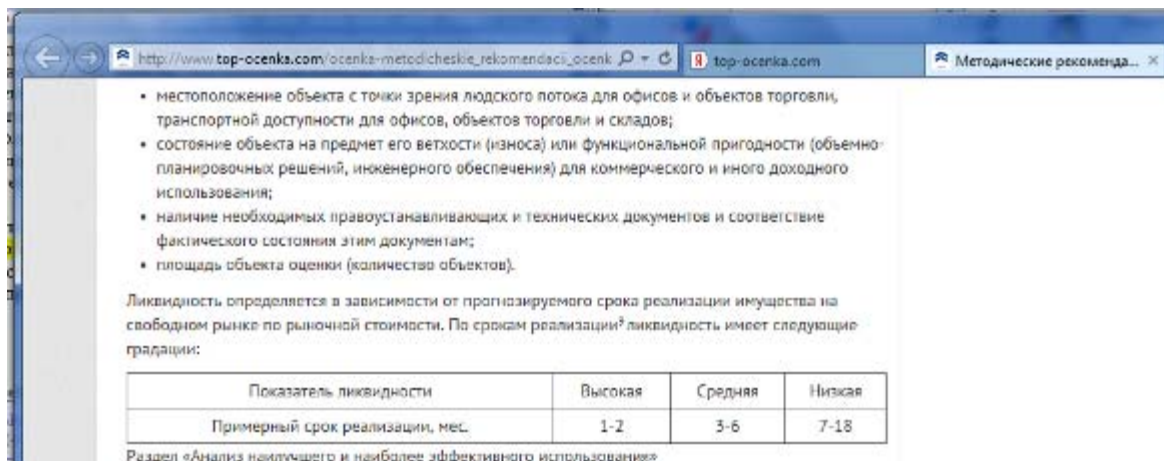 http://www.top-ocenka.com/ocenka-metodicheskie_rekomendacii_ocenk
top-ocenka.com
Методические рекоменда...
• местоположение объекта с точки зрения людского потока для офисов и объектов торговли,
транспортной доступности для офисов, объектов торговли и складов;
• состояние объекта на предмет его ветхости (износа) или функциональной пригодности (объемно-
планировочных решений, инженерного обеспечения) для коммерческого и иного доходного
использования;
• наличие необходимых правоустанавливающих и технических документов и соответствие
фактического состояния этим документам;
• площадь объекта оценки (количество объектов).
Ликвидность определяется в зависимости от прогнозируемого срока реализации имущества на
свободном рынке по рыночной стоимости. По срокам реализации⁹ ликвидность имеет следующие
градации:
Показатель ликвидности Высокая Средняя Низкая
Примерный срок реализации, мес. 1-2 3-6 7-18
Раздел «Анализ наилучшего и наиболее эффективного использования»